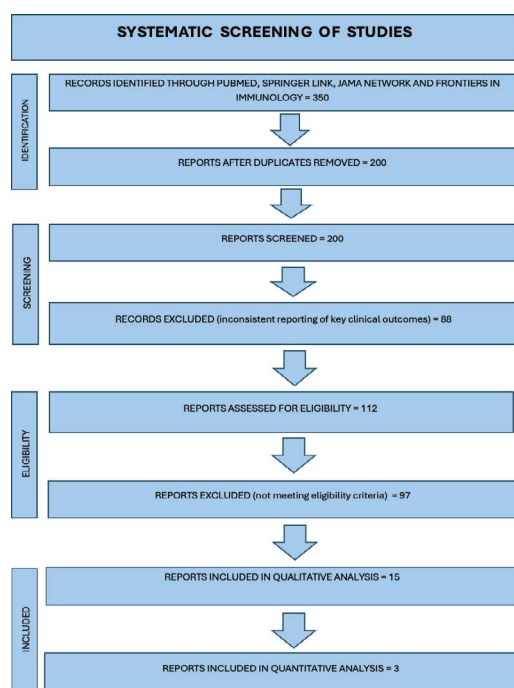 SYSTEMATIC SCREENING OF STUDIES
IDENTIFICATION
RECORDS IDENTIFIED THROUGH PUBMED, SPRINGER LINK, JAMA NETWORK AND FRONTIERS IN
IMMUNOLOGY = 350
REPORTS AFTER DUPLICATES REMOVED = 200
SCREENING
REPORTS SCREENED = 200
RECORDS EXCLUDED (inconsistent reporting of key clinical outcomes) = 88
ELIGIBILITY
REPORTS ASSESSED FOR ELIGIBILITY = 112
REPORTS EXCLUDED (not meeting eligibility criteria) = 97
INCLUDED
REPORTS INCLUDED IN QUALITATIVE ANALYSIS = 15
REPORTS INCLUDED IN QUANTITATIVE ANALYSIS = 3